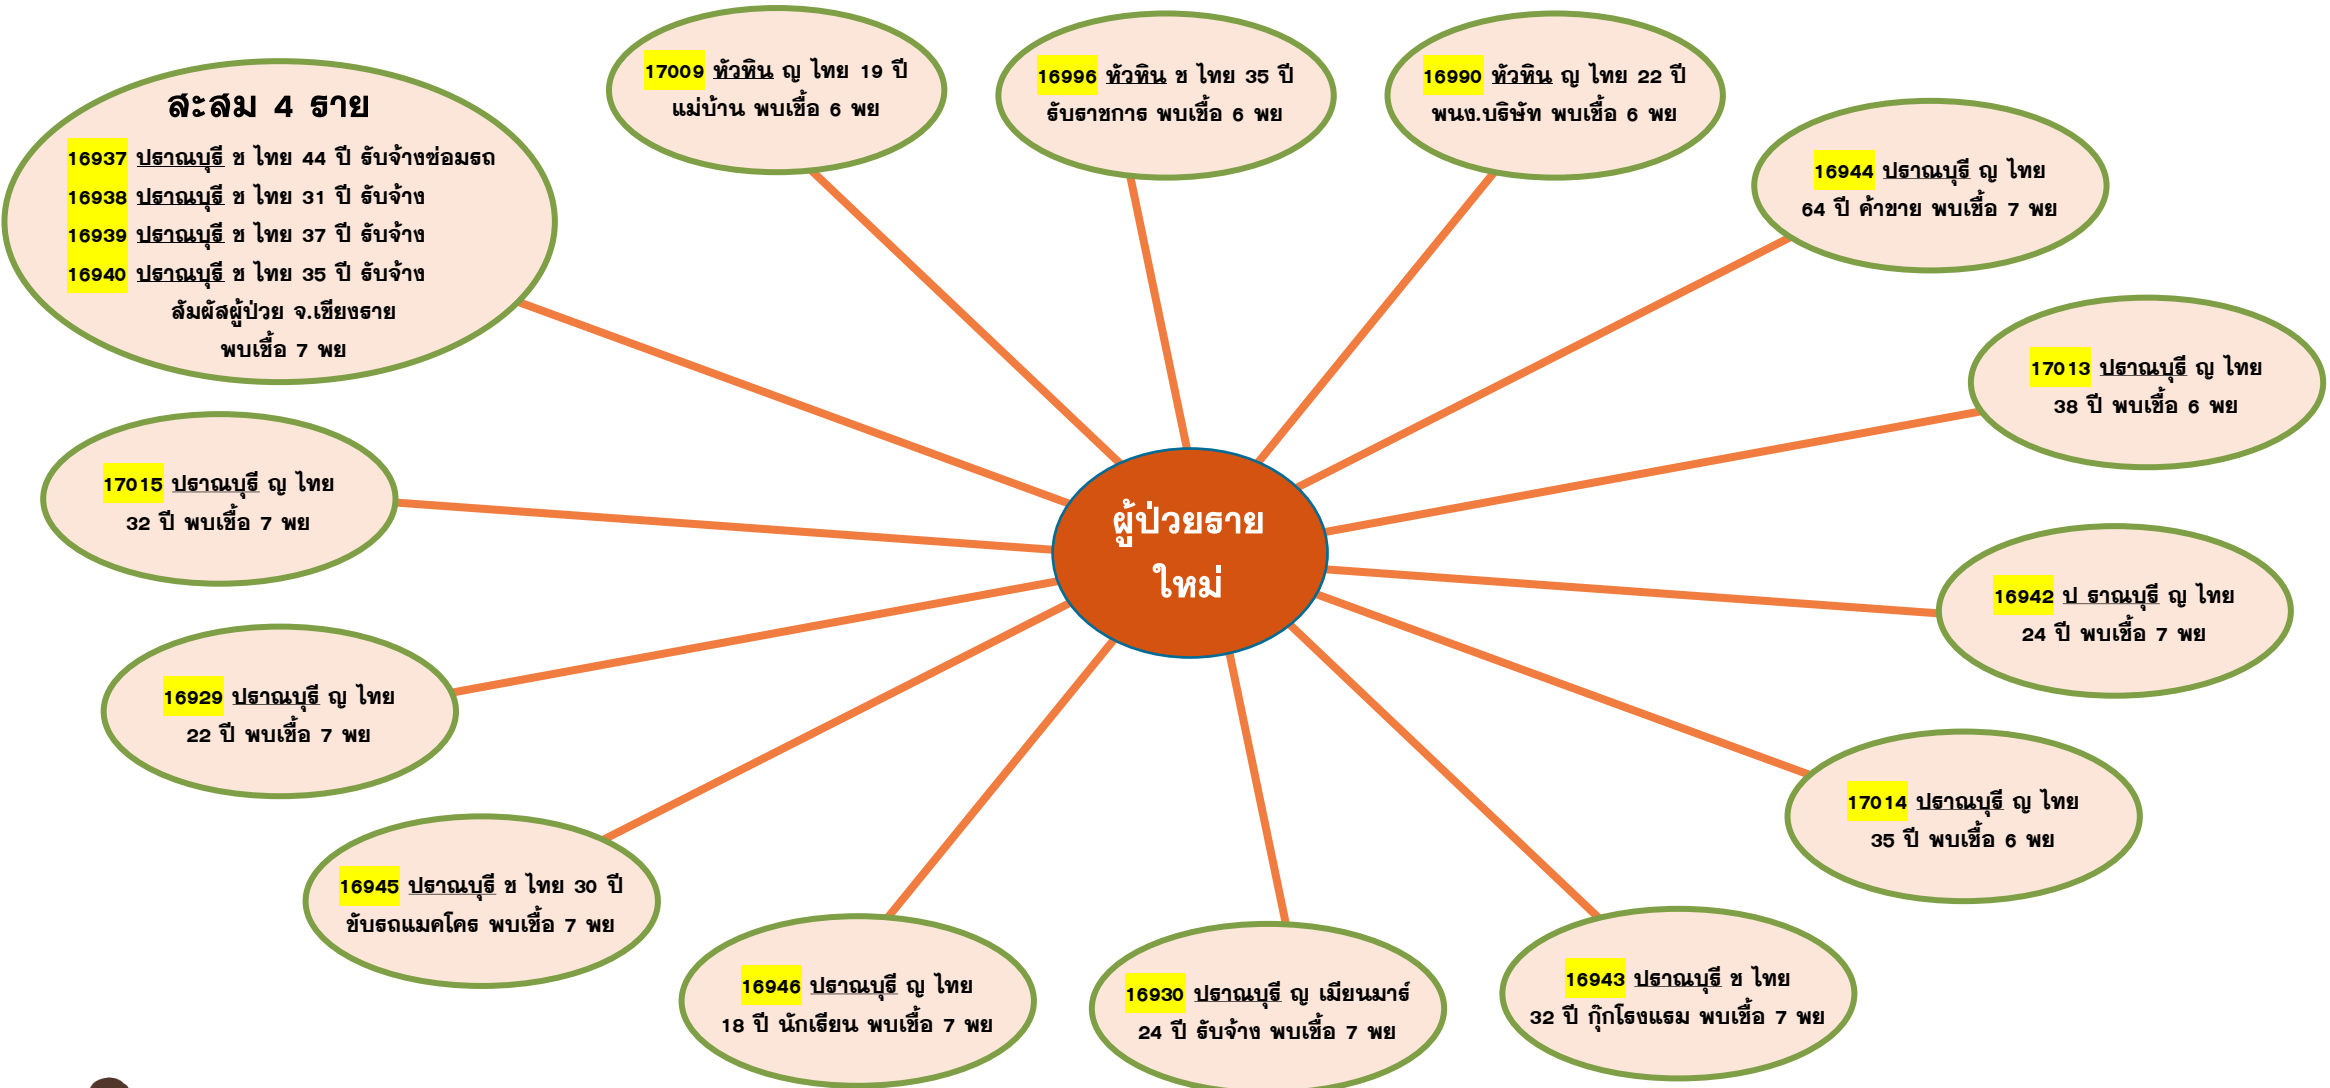 สะสม 4 ราย
16937 ปราณบุรี ช ไทย 44 ปี รับจ้างซ่อมรถ
16938 ปราณบุรี ช ไทย 31 ปี รับจ้าง
16939 ปราณบุรี ช ไทย 37 ปี รับจ้าง
16940 ปราณบุรี ช ไทย 35 ปี รับจ้าง
สัมผัสผู้ป่วย จ.เชียงราย
พบเชื้อ 7 พย
17009 หัวหิน ญ ไทย 19 ปี
แม่บ้าน พบเชื้อ 6 พย
16996 หัวหิน ช ไทย 35 ปี
รับราชการ พบเชื้อ 6 พย
16990 หัวหิน ญ ไทย 22 ปี
พนง.บริษัท พบเชื้อ 6 พย
16944 ปราณบุรี ญ ไทย
64 ปี ค้าขาย พบเชื้อ 7 พย
17013 ปราณบุรี ญ ไทย
38 ปี พบเชื้อ 6 พย
17015 ปราณบุรี ญ ไทย
32 ปี พบเชื้อ 7 พย
ผู้ป่วยราย
ใหม่
16942 ป ราณบุรี ญ ไทย
24 ปี พบเชื้อ 7 พย
16929 ปราณบุรี ญ ไทย
22 ปี พบเชื้อ 7 พย
17014 ปราณบุรี ญ ไทย
35 ปี พบเชื้อ 6 พย
16945 ปราณบุรี ช ไทย 30 ปี
ขับรถแมคโคร พบเชื้อ 7 พย
16946 ปราณบุรี ญ ไทย
18 ปี นักเรียน พบเชื้อ 7 พย
16930 ปราณบุรี ญ เมียนมาร์
24 ปี รับจ้าง พบเชื้อ 7 พย
16943 ปราณบุรี ช ไทย
32 ปี กุ๊กโรงแรม พบเชื้อ 7 พย